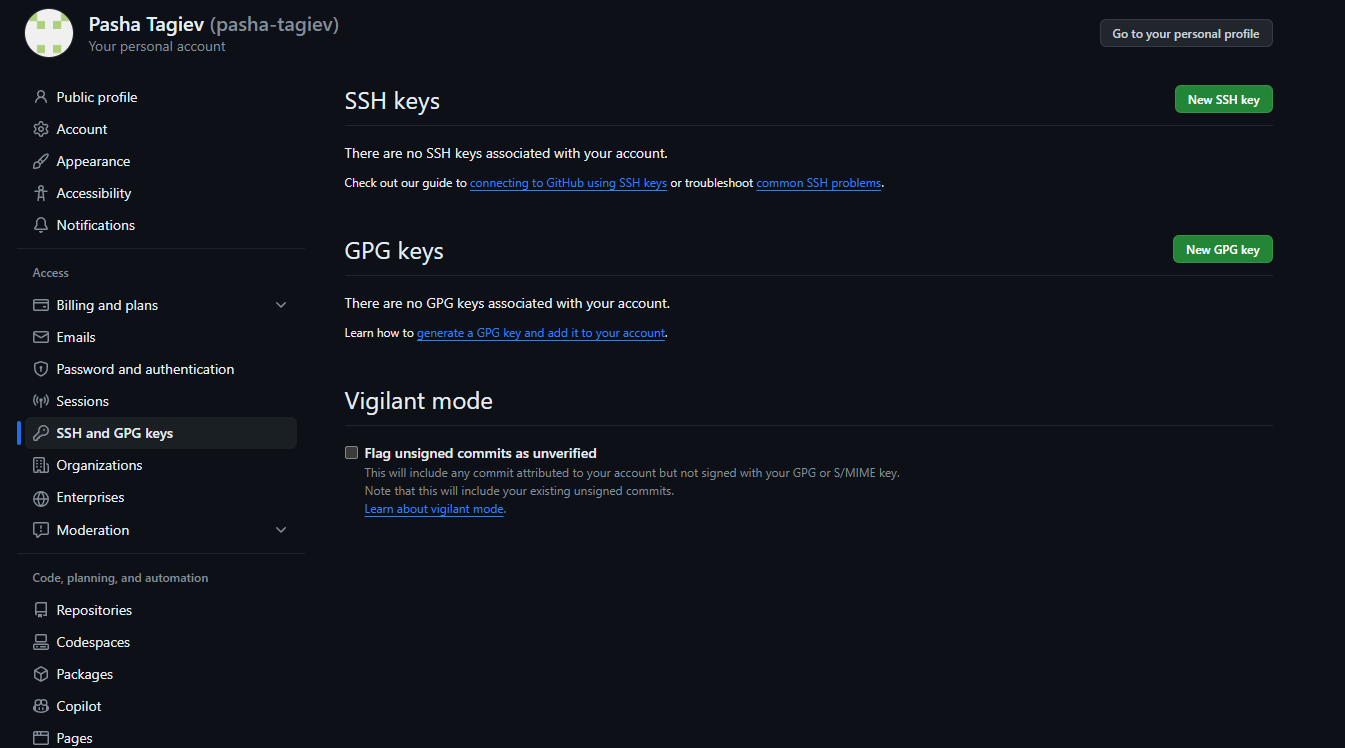 Pasha Tagiev (pasha-tagiev)
Your personal account
Go to your personal profile
Public profile
Account
Appearance
Accessibility
Notifications
Access
Billing and plans
Emails
Password and authentication
Sessions
SSH and GPG keys
Organizations
Enterprises
Moderation
Code, planning, and automation
Repositories
Codespaces
Packages
Copilot
Pages
SSH keys
New SSH key
There are no SSH keys associated with your account.
Check out our guide to connecting to GitHub using SSH keys or troubleshoot common SSH problems.
GPG keys
New GPG key
There are no GPG keys associated with your account.
Learn how to generate a GPG key and add it to your account.
Vigilant mode
Flag unsigned commits as unverified
This will include any commit attributed to your account but not signed with your GPG or S/MIME key.
Note that this will include your existing unsigned commits.
Learn about vigilant mode.